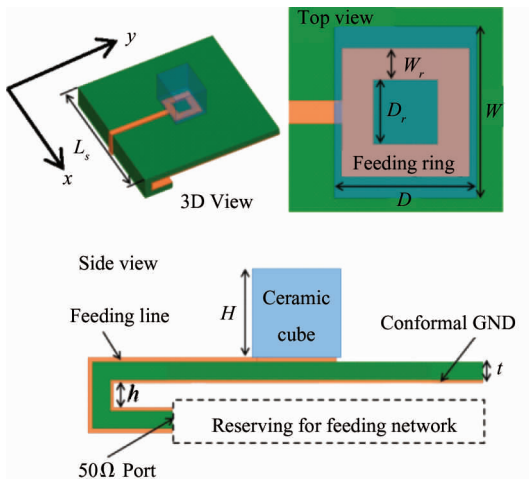 y
x
L_s
3D View
Top view
W_r
D_r
W
Feeding ring
D
Side view
Feeding line
H
Ceramic
cube
Conformal GND
t
h
Reserving for feeding network
50Ω Port